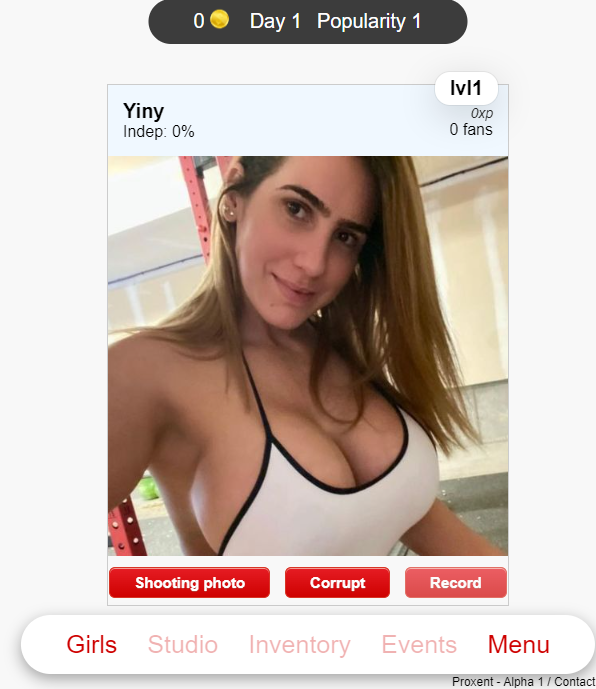 0 Day 1 Popularity 1
lvl1
Yiny
0xp
Indep: 0%
0 fans
Shooting photo Corrupt Record
Girls Studio Inventory Events Menu
Proxent - Alpha 1 / Contact